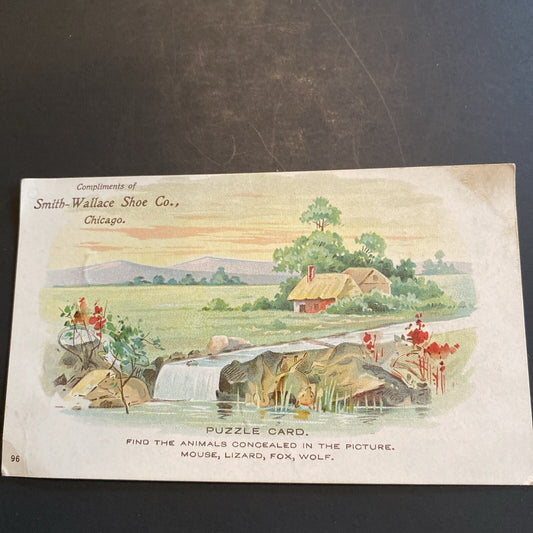 Compliments of
Smith-Wallace Shoe Co.,
Chicago.
PUZZLE CARD.
FIND THE ANIMALS CONCEALED IN THE PICTURE.
MOUSE, LIZARD, FOX, WOLF.
96